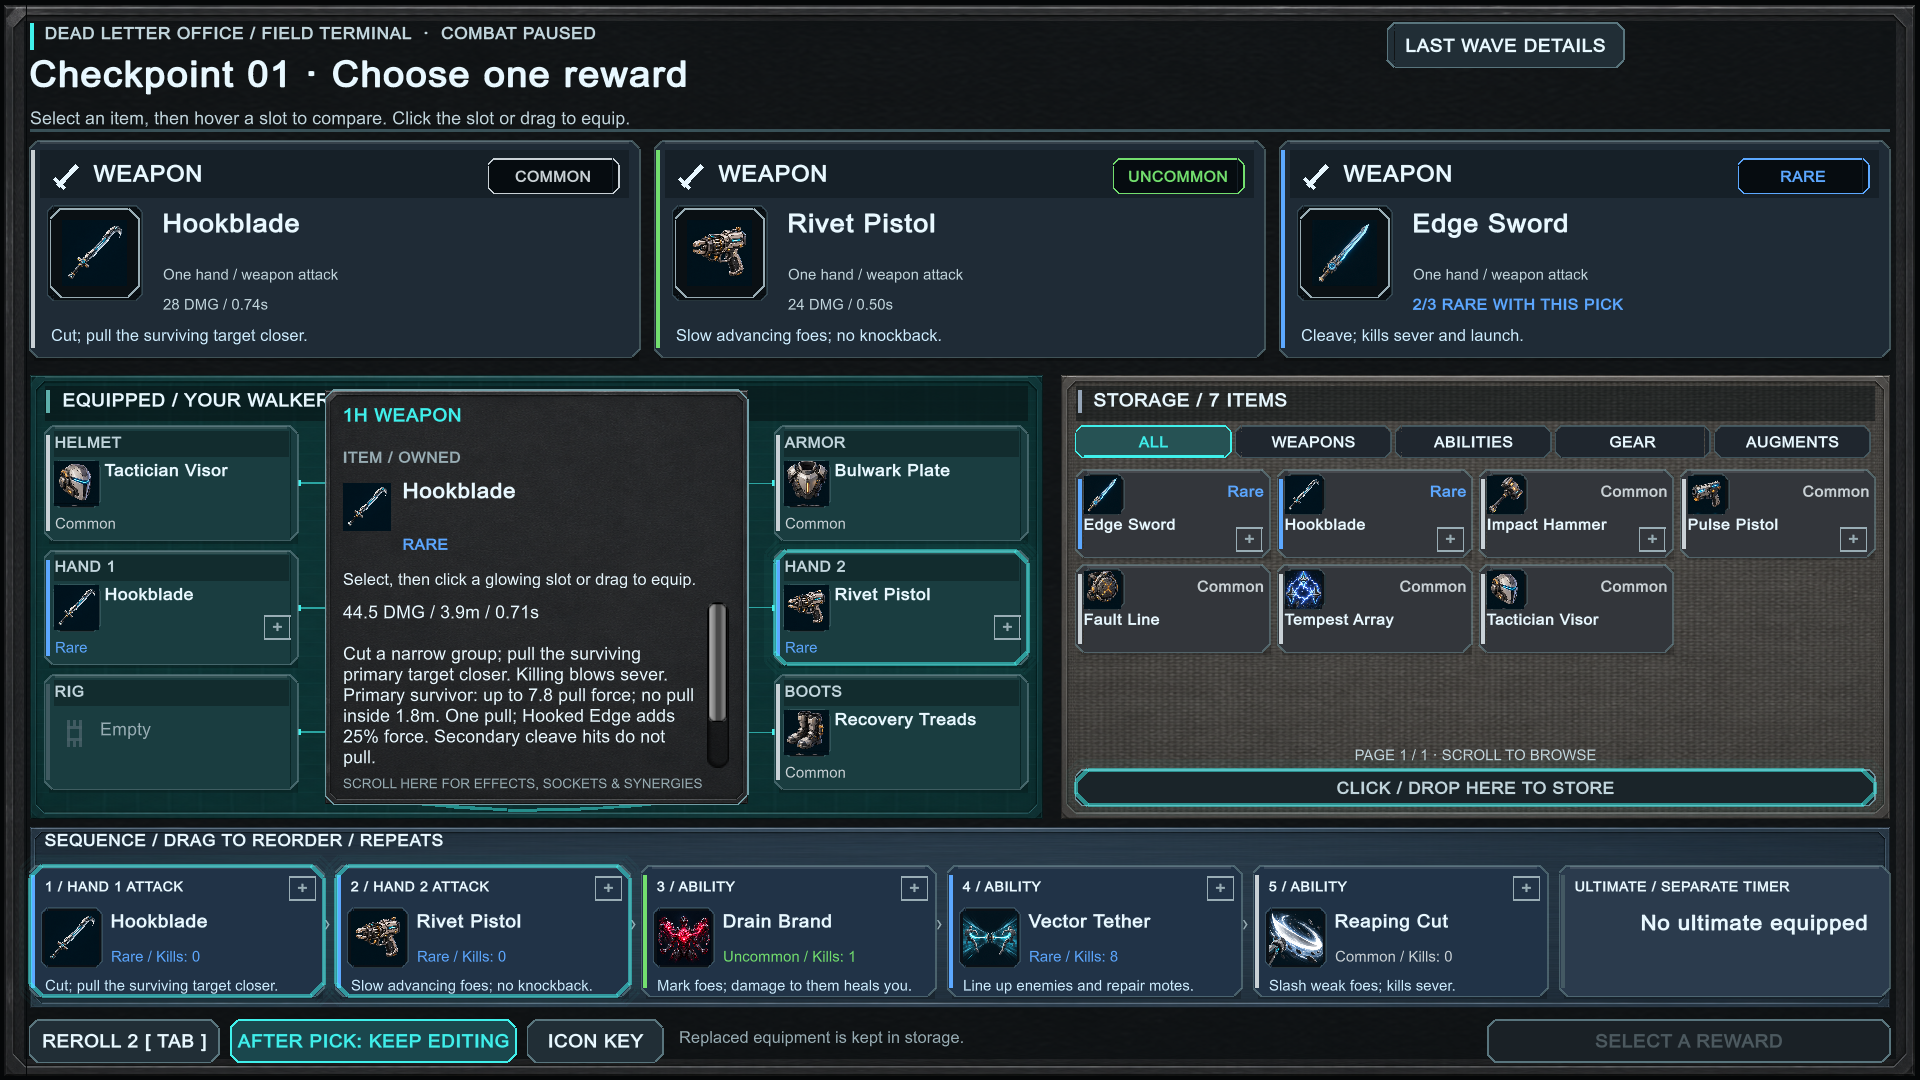 DEAD LETTER OFFICE / FIELD TERMINAL · COMBAT PAUSED
LAST WAVE DETAILS
Checkpoint 01 · Choose one reward
Select an item, then hover a slot to compare. Click the slot or drag to equip.
WEAPON
COMMON
Hookblade
One hand / weapon attack
28 DMG / 0.74s
Cut; pull the surviving target closer.
WEAPON
UNCOMMON
Rivet Pistol
One hand / weapon attack
24 DMG / 0.50s
Slow advancing foes; no knockback.
WEAPON
RARE
Edge Sword
One hand / weapon attack
2/3 RARE WITH THIS PICK
Cleave; kills sever and launch.
EQUIPPED / YOUR WALKER
HELMET
Tactician Visor
Common
HAND 1
Hookblade
+
Rare
RIG
Empty
1H WEAPON
ITEM / OWNED
Hookblade
RARE
Select, then click a glowing slot or drag to equip.
44.5 DMG / 3.9m / 0.71s
Cut a narrow group; pull the surviving
primary target closer. Killing blows sever.
Primary survivor: up to 7.8 pull force; no pull
inside 1.8m. One pull; Hooked Edge adds
25% force. Secondary cleave hits do not
pull.
SCROLL HERE FOR EFFECTS, SOCKETS & SYNERGIES
ARMOR
Bulwark Plate
Common
HAND 2
Rivet Pistol
+
Rare
BOOTS
Recovery Treads
Common
STORAGE / 7 ITEMS
ALL
WEAPONS
ABILITIES
GEAR
AUGMENTS
Rare
Edge Sword
+
Rare
Hookblade
+
Common
Impact Hammer
+
Common
Pulse Pistol
+
Common
Fault Line
Common
Tempest Array
Common
Tactician Visor
PAGE 1 / 1 · SCROLL TO BROWSE
CLICK / DROP HERE TO STORE
SEQUENCE / DRAG TO REORDER / REPEATS
1 / HAND 1 ATTACK
+
Hookblade
Rare / Kills: 0
Cut; pull the surviving target closer.
2 / HAND 2 ATTACK
+
Rivet Pistol
Rare / Kills: 0
Slow advancing foes; no knockback.
3 / ABILITY
+
Drain Brand
Uncommon / Kills: 1
Mark foes; damage to them heals you.
4 / ABILITY
+
Vector Tether
Rare / Kills: 8
Line up enemies and repair motes.
5 / ABILITY
+
Reaping Cut
Common / Kills: 0
Slash weak foes; kills sever.
ULTIMATE / SEPARATE TIMER
No ultimate equipped
REROLL 2 [ TAB ]
AFTER PICK: KEEP EDITING
ICON KEY
Replaced equipment is kept in storage.
SELECT A REWARD